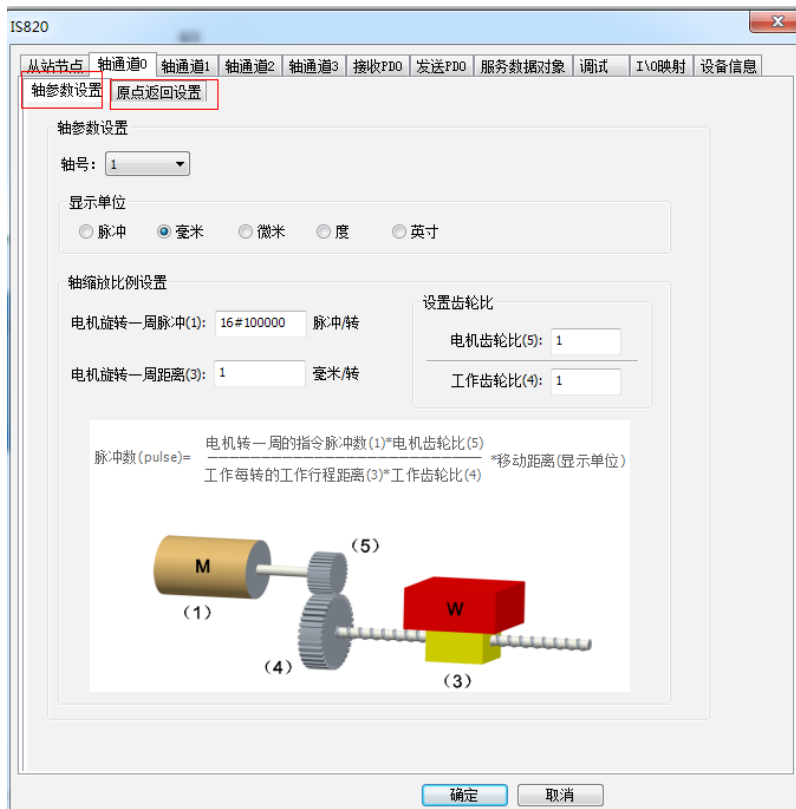 IS820
从站节点 轴通道0 轴通道1 轴通道2 轴通道3 接收PDO 发送PDO 服务数据对象 调试 I\O映射 设备信息
轴参数设置 原点返回设置
轴参数设置
轴号: 1
显示单位
脉冲 毫米 微米 度 英寸
轴缩放比例设置
设置齿轮比
电机旋转一周脉冲(1): 16#100000 脉冲/转
电机齿轮比(5): 1
电机旋转一周距离(3): 1 毫米/转
工作齿轮比(4): 1
电机转一周的指令脉冲数(1)*电机齿轮比(5)
脉冲数(pulse)= *移动距离(显示单位)
工作每转的工作行程距离(3)*工作齿轮比(4)
(5)
M
(1)
W
(4)
(3)
确定 取消